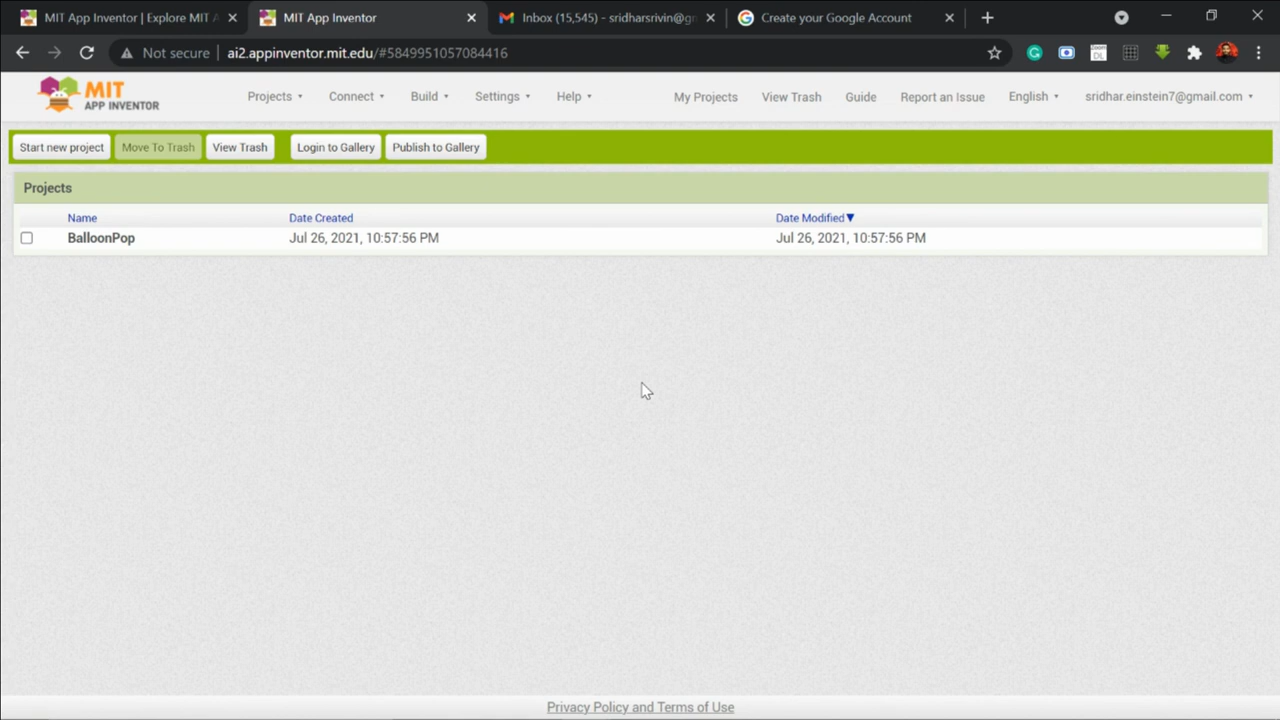 MIT App Inventor | Explore MIT A
MIT App Inventor
Inbox (15,545) - sridharsrivin@gm
Create your Google Account
Not secure | ai2.appinventor.mit.edu/#5849951057084416
MIT
APP INVENTOR
Projects
Connect
Build
Settings
Help
My Projects
View Trash
Guide
Report an Issue
English
sridhar.einstein7@gmail.com
Start new project
Move To Trash
View Trash
Login to Gallery
Publish to Gallery
Projects
Name
Date Created
Date Modified▼
BalloonPop
Jul 26, 2021, 10:57:56 PM
Jul 26, 2021, 10:57:56 PM
Privacy Policy and Terms of Use